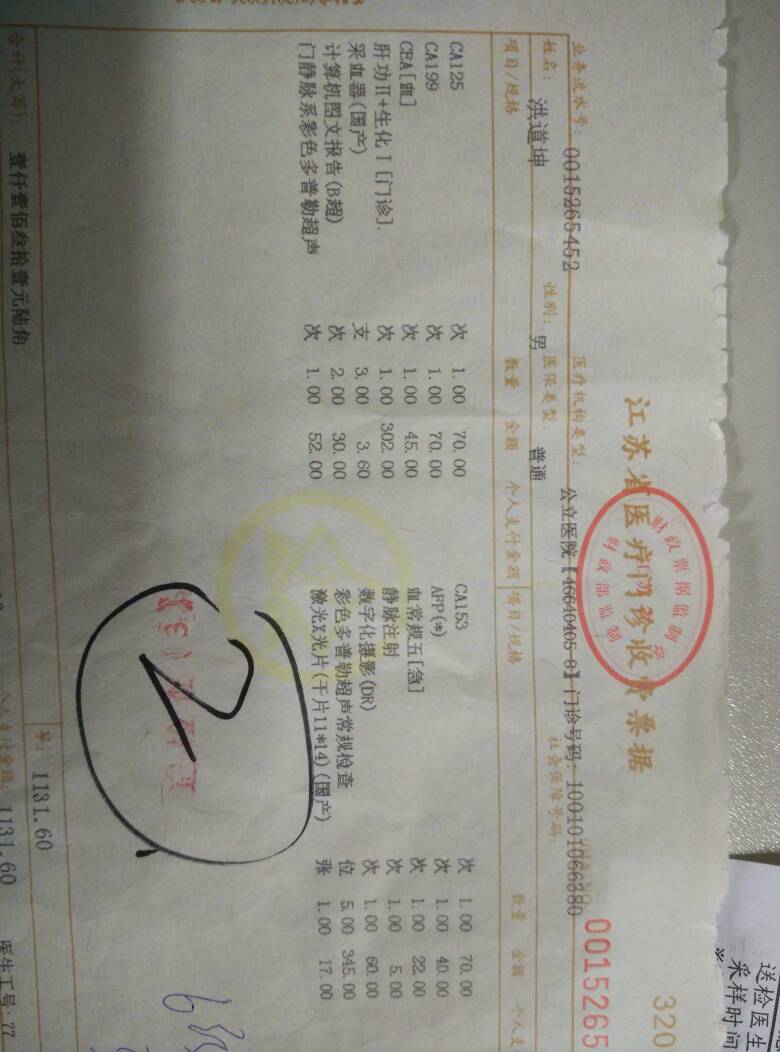 320
江苏省医疗门诊收费票据
财政票据监制
财政部监制
0015265
业务流水号: 0015265452 医疗机构类型: 公立医院【46640405-8】门诊号码: 100101066380
姓名: 洪道坤 性别: 男 医保类型: 普通 社会保障号码:
项目/规格 数量 金额 个人支付金额 项目/规格 数量 金额 个人支
CA125 次 1.00 70.00 CA153 次 1.00 70.00
CA199 次 1.00 70.00 AFP(*) 次 1.00 40.00
CEA[血] 次 1.00 45.00 血常规五[急] 次 1.00 22.00
肝功II+生化I[门诊]. 次 1.00 302.00 静脉注射 次 1.00 5.00
采血器(国产) 支 3.00 3.60 数字化摄影(DR) 次 1.00 60.00
计算机图文报告(B超) 次 2.00 30.00 彩色多普勒超声常规检查 位 5.00 345.00
门静脉系彩色多普勒超声 次 1.00 52.00 激光X光片(干片11*14)(国产) 张 1.00 17.00
2
合计(大写): 壹仟壹佰叁拾壹元陆角 1131.60
个人支付金额: 1131.60 医生工号: 77
送检医生
采样时间